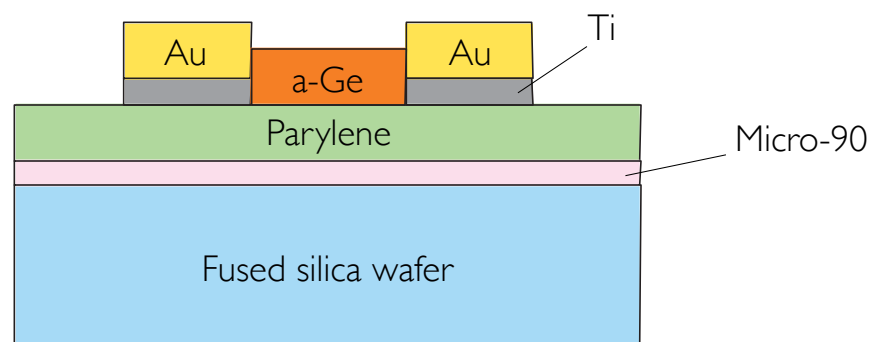 Ti
Au
Au
a-Ge
Parylene
Micro-90
Fused silica wafer